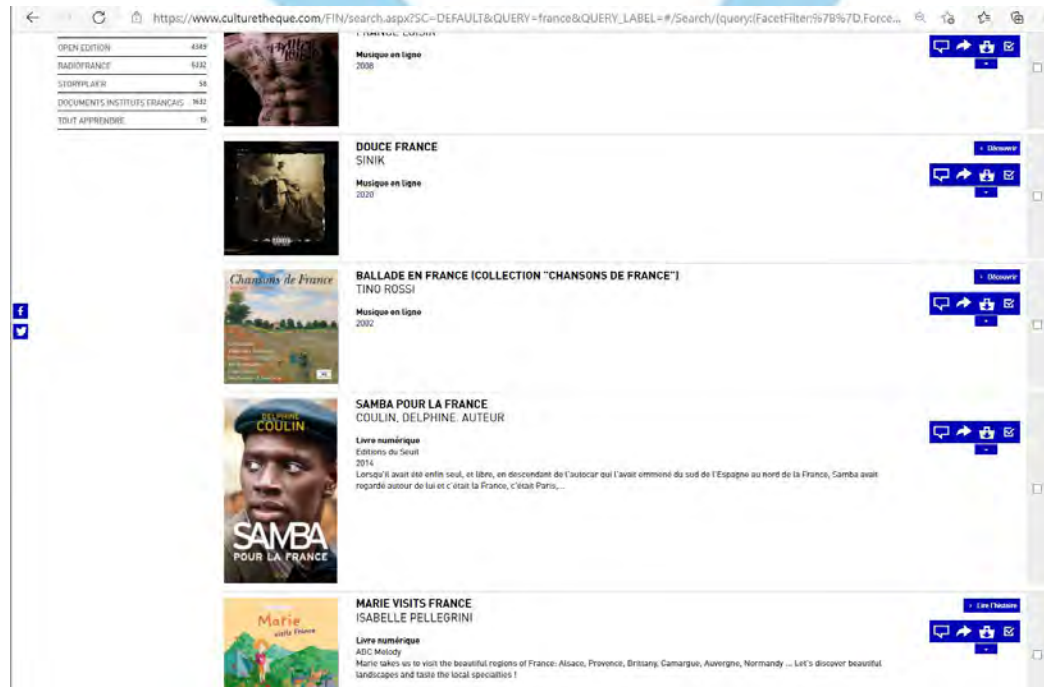 https://www.culturetheque.com/FIN/search.aspx?SC=DEFAULT&QUERY=france&QUERY_LABEL=#/Search/(query:(FacetFilter:%7B%7D,Force...
OPEN EDITION 4349
RADIOFRANCE 6332
STORYPLAY'R 58
DOCUMENTS INSTITUTS FRANÇAIS 1632
TOUT APPRENDRE 19
FRANCE LOISIR
Musique en ligne
2008
DOUCE FRANCE
SINIK
Musique en ligne
2020
› Découvrir
Chansons de France
BALLADE EN FRANCE (COLLECTION "CHANSONS DE FRANCE")
TINO ROSSI
Musique en ligne
2002
› Découvrir
DELPHINE
COULIN
SAMBA
POUR LA FRANCE
SAMBA POUR LA FRANCE
COULIN, DELPHINE. AUTEUR
Livre numérique
Editions du Seuil
2014
Lorsqu'il avait été enfin seul, et libre, en descendant de l'autocar qui l'avait emmené du sud de l'Espagne au nord de la France, Samba avait
regardé autour de lui et c'était la France, c'était Paris,...
Marie
visits France
MARIE VISITS FRANCE
ISABELLE PELLEGRINI
Livre numérique
ABC Melody
Marie takes us to visit the beautiful regions of France: Alsace, Provence, Brittany, Camargue, Auvergne, Normandy ... Let's discover beautiful
landscapes and taste the local specialties !
› Lire l'histoire